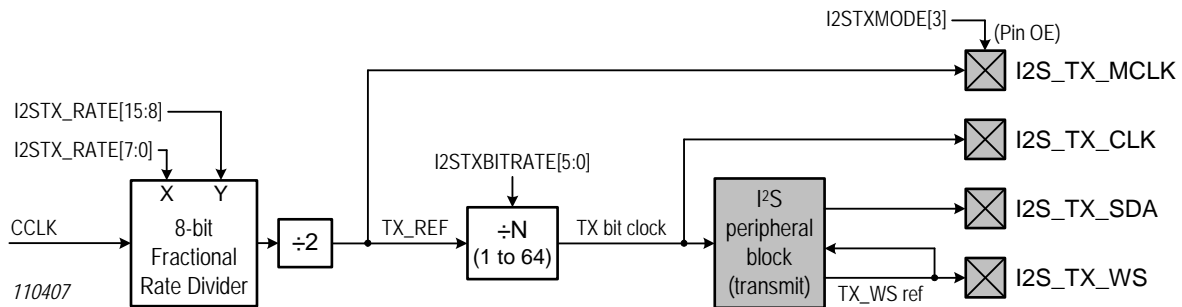 I2STXMODE[3]
(Pin OE)
I2S_TX_MCLK
I2STX_RATE[15:8]
I2STX_RATE[7:0]
I2S_TX_CLK
I2STXBITRATE[5:0]
X Y
8-bit
Fractional
Rate Divider
CCLK
÷2
TX_REF
÷N
(1 to 64)
TX bit clock
I²S
peripheral
block
(transmit)
I2S_TX_SDA
TX_WS ref
I2S_TX_WS
110407